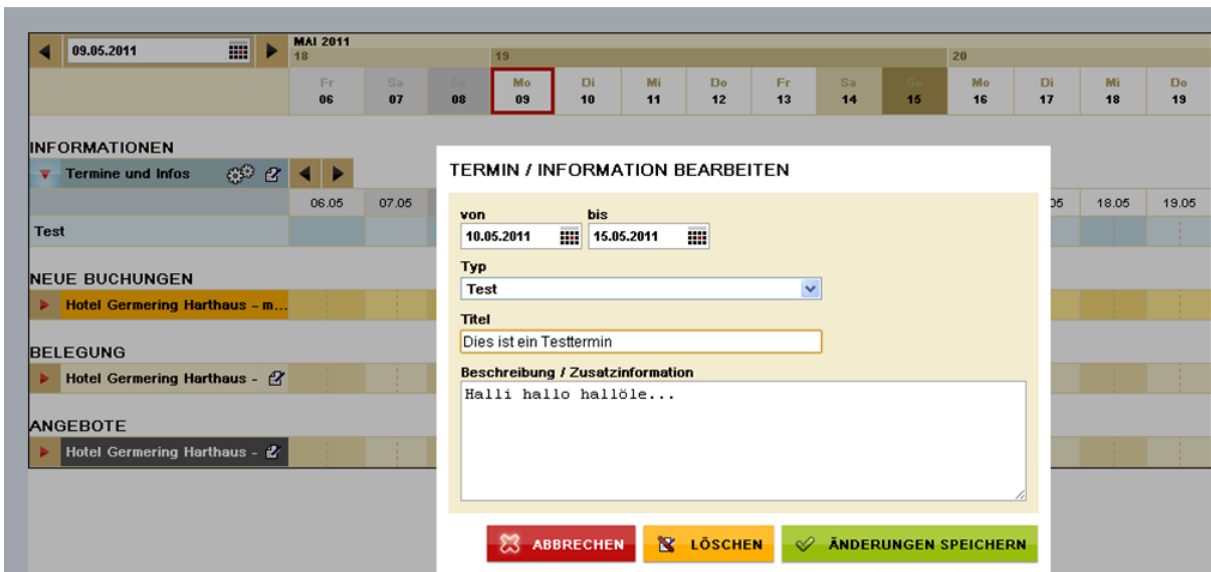 MAI 2011
09.05.2011
18 19 20
Fr Sa So Mo Di Mi Do Fr Sa So Mo Di Mi Do
06 07 08 09 10 11 12 13 14 15 16 17 18 19
INFORMATIONEN
Termine und Infos
06.05 07.05 05 18.05 19.05
Test
NEUE BUCHUNGEN
Hotel Germering Harthaus - m...
BELEGUNG
Hotel Germering Harthaus -
ANGEBOTE
Hotel Germering Harthaus -
TERMIN / INFORMATION BEARBEITEN
von bis
10.05.2011 15.05.2011
Typ
Test
Titel
Dies ist ein Testtermin
Beschreibung / Zusatzinformation
Halli hallo hallöle...
ABBRECHEN LÖSCHEN ÄNDERUNGEN SPEICHERN